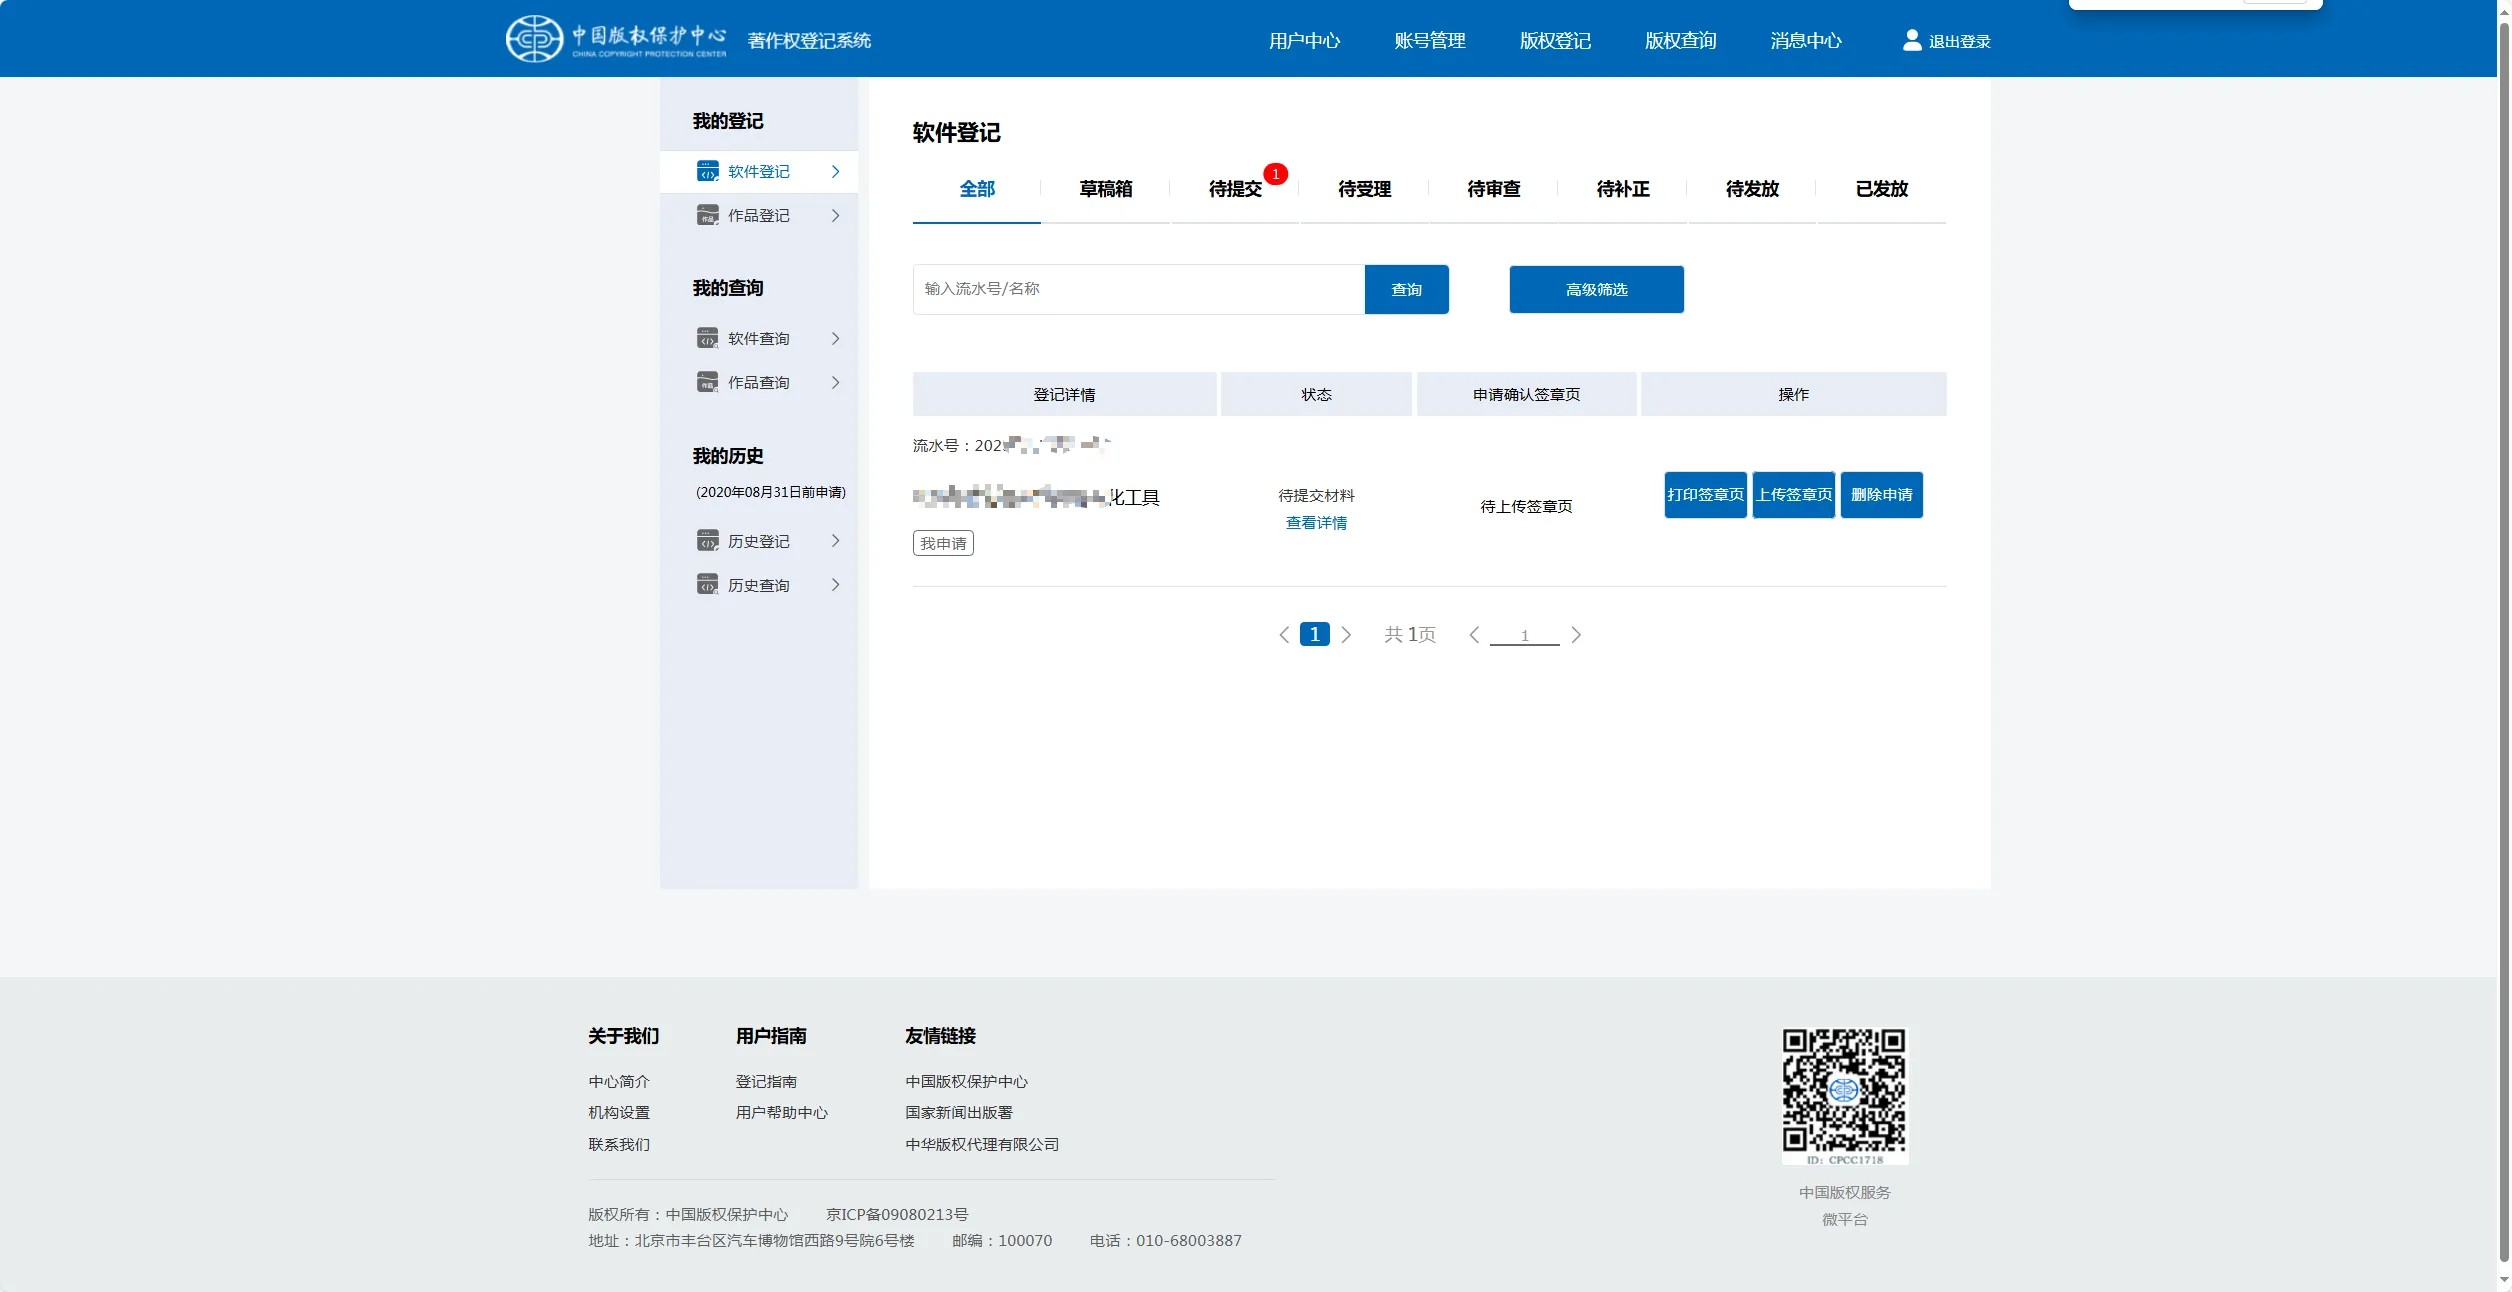 中国版权保护中心
CHINA COPYRIGHT PROTECTION CENTER
著作权登记系统
用户中心
账号管理
版权登记
版权查询
消息中心
退出登录
我的登记
软件登记
作品登记
我的查询
软件查询
作品查询
我的历史
(2020年08月31日前申请)
历史登记
历史查询
软件登记
全部
草稿箱
待提交
1
待受理
待审查
待补正
待发放
已发放
输入流水号/名称
查询
高级筛选
登记详情
状态
申请确认签章页
操作
流水号：202
化工具
我申请
待提交材料
查看详情
待上传签章页
打印签章页
上传签章页
删除申请
1
共 1页
1
关于我们
中心简介
机构设置
联系我们
用户指南
登记指南
用户帮助中心
友情链接
中国版权保护中心
国家新闻出版署
中华版权代理有限公司
版权所有：中国版权保护中心 京ICP备09080213号
地址：北京市丰台区汽车博物馆西路9号院6号楼 邮编：100070 电话：010-68003887
ID: CPCC1718
中国版权服务
微平台